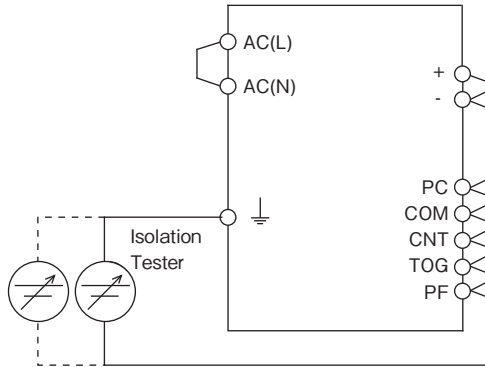 AC(L)
AC(N)
+
-
PC
COM
CNT
TOG
PF
Isolation
Tester